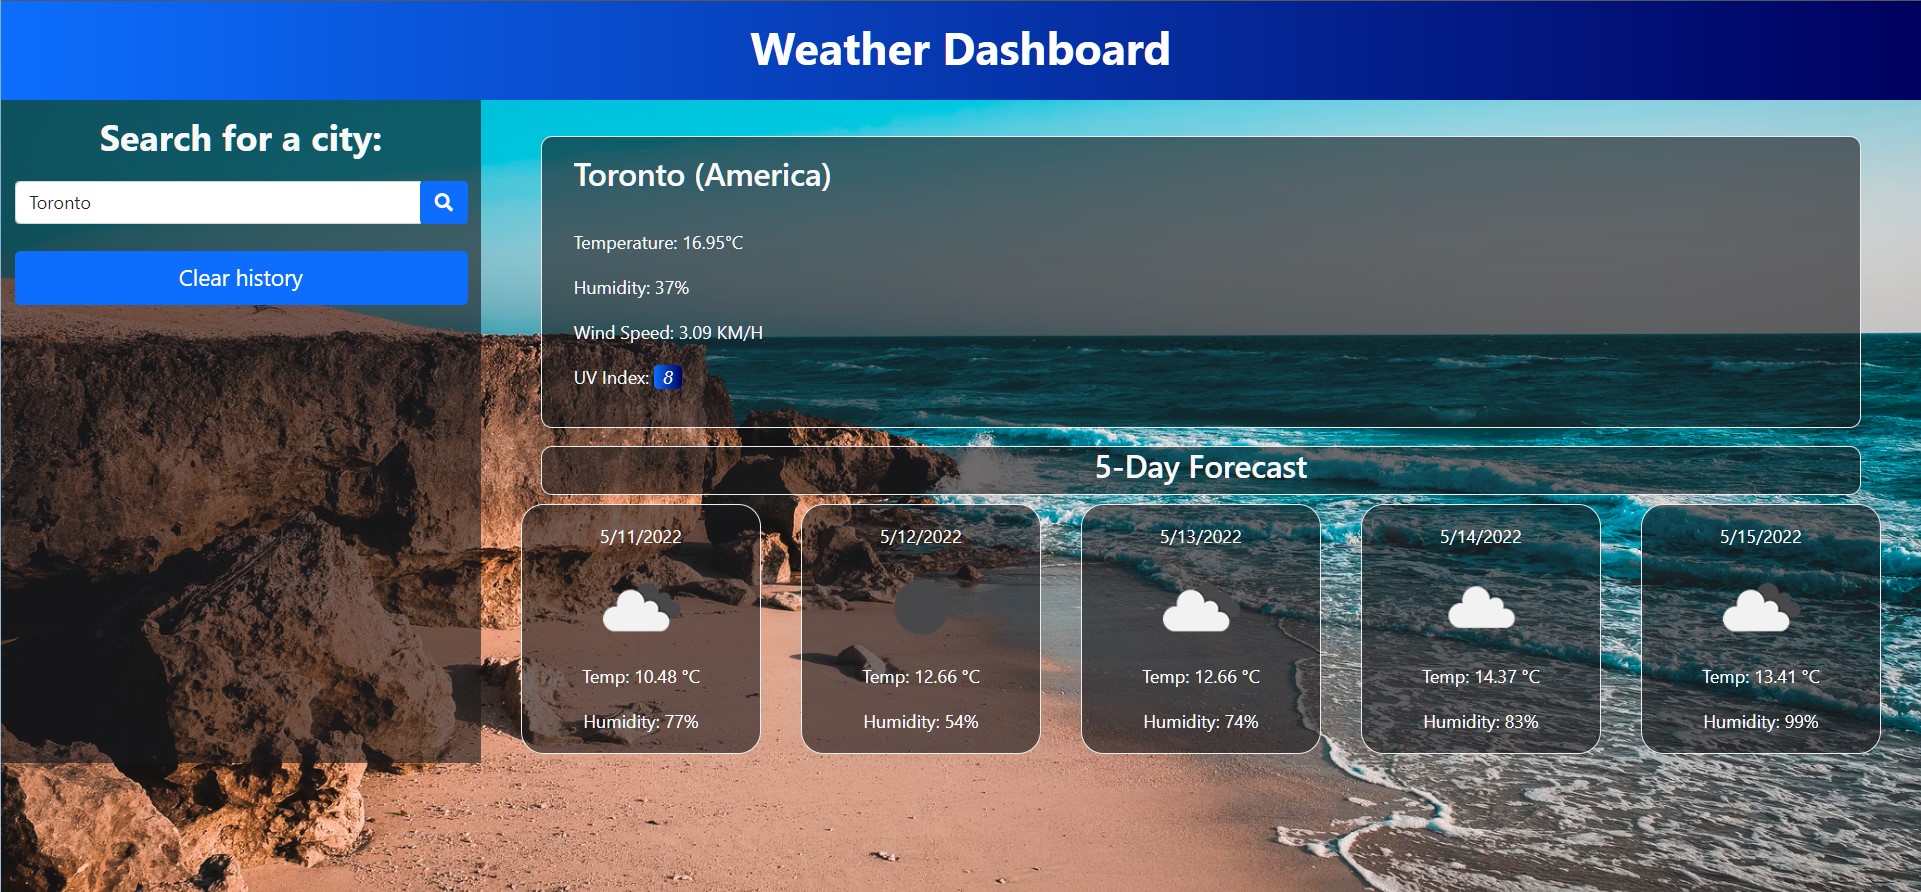 Weather Dashboard
Search for a city:
Toronto
Clear history
Toronto (America)
Temperature: 16.95°C
Humidity: 37%
Wind Speed: 3.09 KM/H
UV Index: 8
5-Day Forecast
5/11/2022
Temp: 10.48 °C
Humidity: 77%
5/12/2022
Temp: 12.66 °C
Humidity: 54%
5/13/2022
Temp: 12.66 °C
Humidity: 74%
5/14/2022
Temp: 14.37 °C
Humidity: 83%
5/15/2022
Temp: 13.41 °C
Humidity: 99%